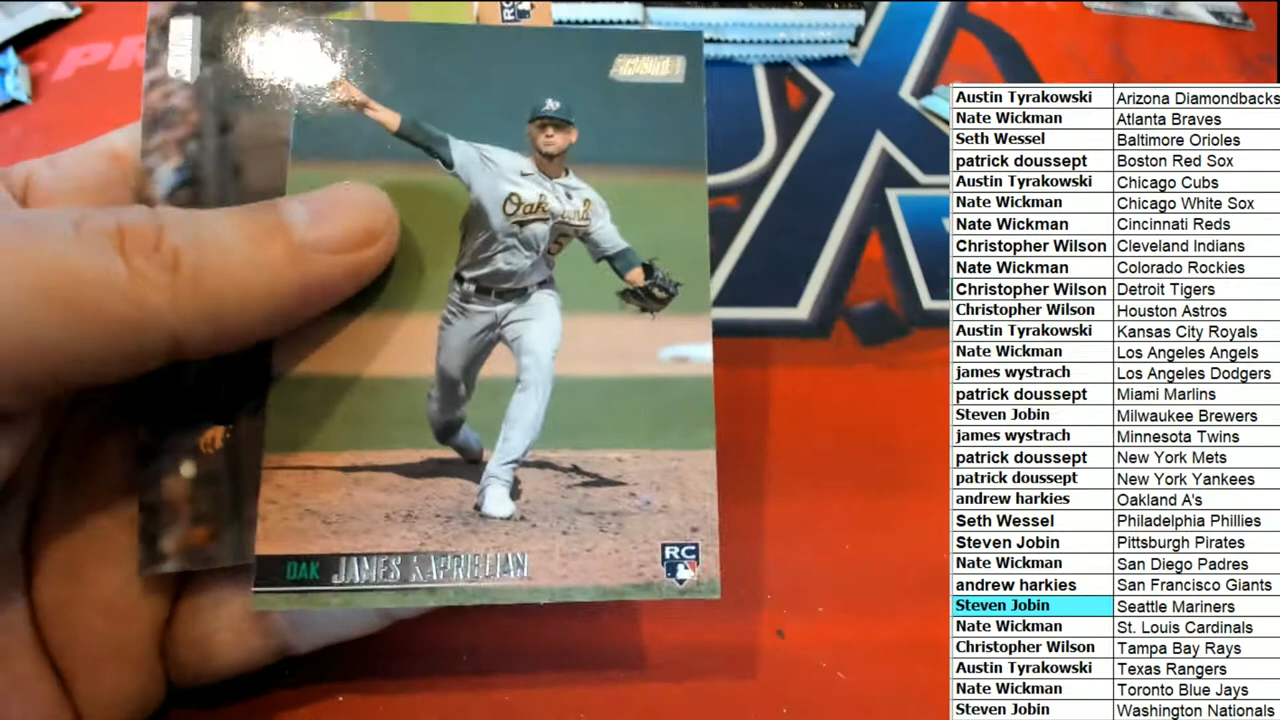 PR
A's
Oakland
5
OAK JAMES KAPRIELIAN
RC
Austin Tyrakowski Arizona Diamondbacks
Nate Wickman Atlanta Braves
Seth Wessel Baltimore Orioles
patrick doussept Boston Red Sox
Austin Tyrakowski Chicago Cubs
Nate Wickman Chicago White Sox
Nate Wickman Cincinnati Reds
Christopher Wilson Cleveland Indians
Nate Wickman Colorado Rockies
Christopher Wilson Detroit Tigers
Christopher Wilson Houston Astros
Austin Tyrakowski Kansas City Royals
Nate Wickman Los Angeles Angels
james wystrach Los Angeles Dodgers
patrick doussept Miami Marlins
Steven Jobin Milwaukee Brewers
james wystrach Minnesota Twins
patrick doussept New York Mets
patrick doussept New York Yankees
andrew harkies Oakland A's
Seth Wessel Philadelphia Phillies
Steven Jobin Pittsburgh Pirates
Nate Wickman San Diego Padres
andrew harkies San Francisco Giants
Steven Jobin Seattle Mariners
Nate Wickman St. Louis Cardinals
Christopher Wilson Tampa Bay Rays
Austin Tyrakowski Texas Rangers
Nate Wickman Toronto Blue Jays
Steven Jobin Washington Nationals